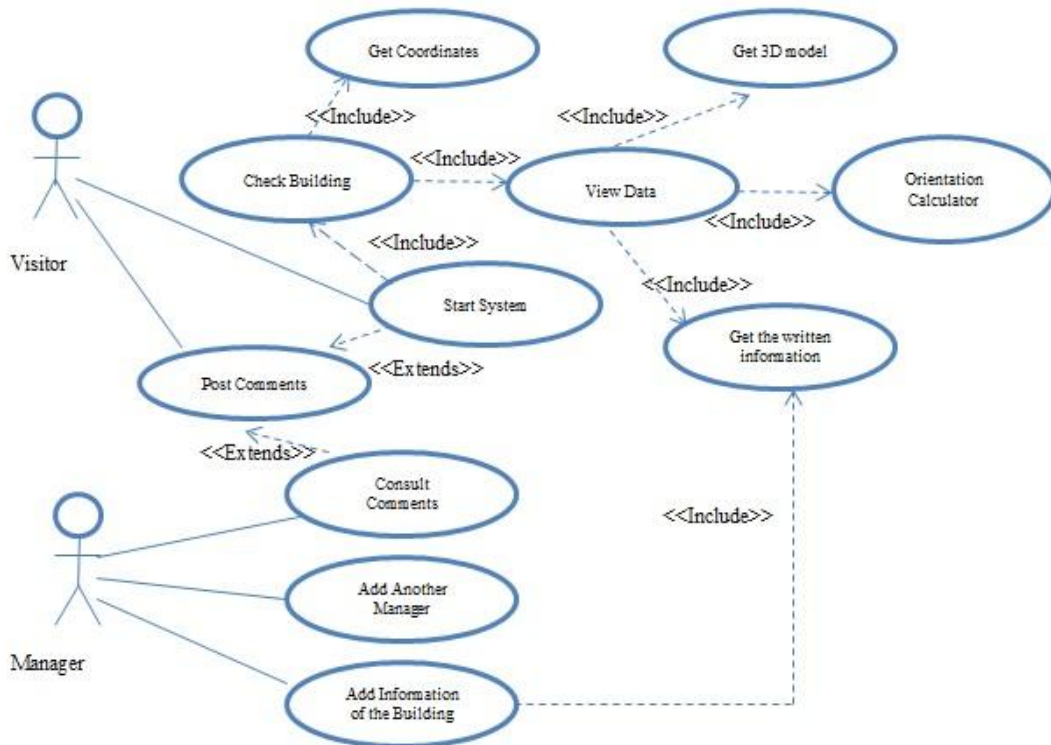 Get Coordinates
Get 3D model
<<Include>>
<<Include>>
Check Building
<<Include>>
View Data
Orientation
Calculator
<<Include>>
Visitor
<<Include>>
<<Include>>
Start System
Get the written
information
<<Extends>>
Post Comments
<<Extends>>
Consult
Comments
<<Include>>
Add Another
Manager
Manager
Add Information
of the Building